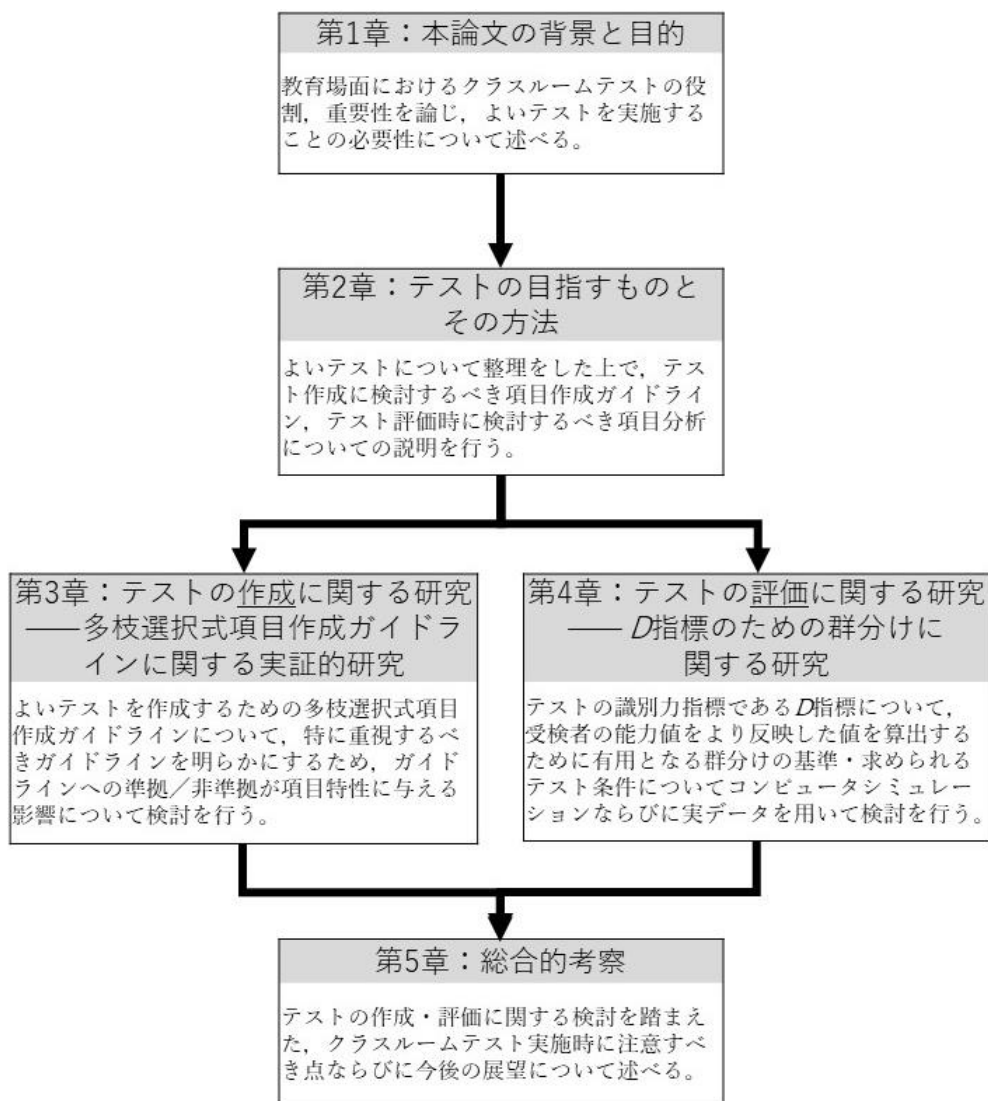 第1章：本論文の背景と目的
教育場面におけるクラスルームテストの役
割，重要性を論じ，よいテストを実施する
ことの必要性について述べる。
第2章：テストの目指すものと
その方法
よいテストについて整理をした上で，テス
ト作成に検討するべき項目作成ガイドライ
ン，テスト評価時に検討するべき項目分析
についての説明を行う。
第3章：テストの作成に関する研究
――多枝選択式項目作成ガイドラ
インに関する実証的研究
よいテストを作成するための多枝選択式項目
作成ガイドラインについて，特に重視するべ
きガイドラインを明らかにするため，ガイド
ラインへの準拠／非準拠が項目特性に与える
影響について検討を行う。
第4章：テストの評価に関する研究
――D指標のための群分けに
関する研究
テストの識別力指標であるD指標について，
受検者の能力値をより反映した値を算出する
ために有用となる群分けの基準・求められる
テスト条件についてコンピュータシミュレー
ションならびに実データを用いて検討を行う。
第5章：総合的考察
テストの作成・評価に関する検討を踏まえ
た，クラスルームテスト実施時に注意すべ
き点ならびに今後の展望について述べる。